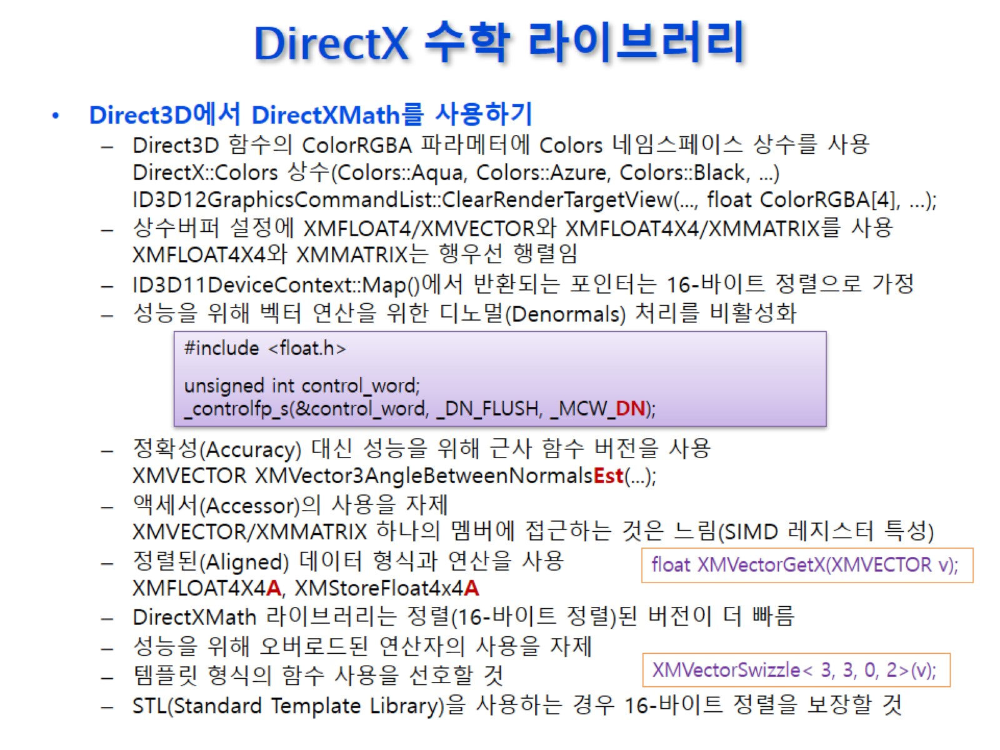 DirectX 수학 라이브러리
• Direct3D에서 DirectXMath를 사용하기
– Direct3D 함수의 ColorRGBA 파라메터에 Colors 네임스페이스 상수를 사용
DirectX::Colors 상수(Colors::Aqua, Colors::Azure, Colors::Black, ...)
ID3D12GraphicsCommandList::ClearRenderTargetView(..., float ColorRGBA[4], ...);
– 상수버퍼 설정에 XMFLOAT4/XMVECTOR와 XMFLOAT4X4/XMMATRIX를 사용
XMFLOAT4X4와 XMMATRIX는 행우선 행렬임
– ID3D11DeviceContext::Map()에서 반환되는 포인터는 16-바이트 정렬으로 가정
– 성능을 위해 벡터 연산을 위한 디노멀(Denormals) 처리를 비활성화
#include <float.h>
unsigned int control_word;
_controlfp_s(&control_word, _DN_FLUSH, _MCW_DN);
– 정확성(Accuracy) 대신 성능을 위해 근사 함수 버전을 사용
XMVECTOR XMVector3AngleBetweenNormalsEst(...);
– 액세서(Accessor)의 사용을 자제
XMVECTOR/XMMATRIX 하나의 멤버에 접근하는 것은 느림(SIMD 레지스터 특성)
– 정렬된(Aligned) 데이터 형식과 연산을 사용
float XMVectorGetX(XMVECTOR v);
XMFLOAT4X4A, XMStoreFloat4x4A
– DirectXMath 라이브러리는 정렬(16-바이트 정렬)된 버전이 더 빠름
– 성능을 위해 오버로드된 연산자의 사용을 자제
– 템플릿 형식의 함수 사용을 선호할 것
XMVectorSwizzle< 3, 3, 0, 2>(v);
– STL(Standard Template Library)을 사용하는 경우 16-바이트 정렬을 보장할 것